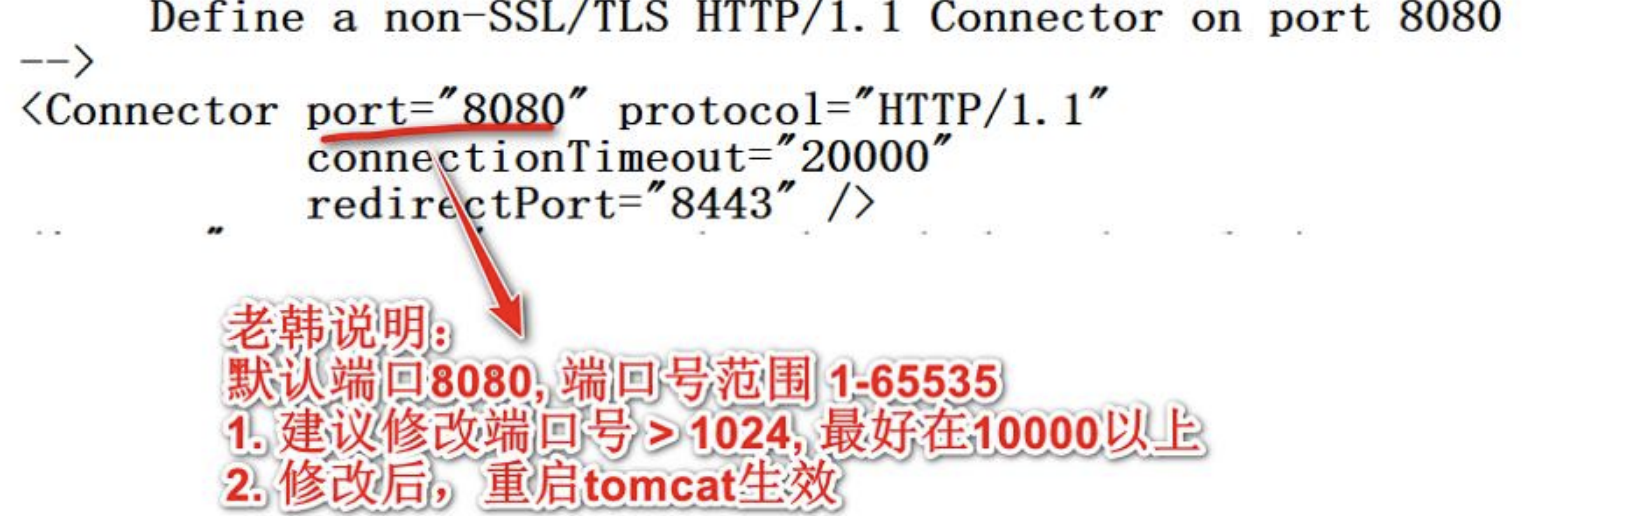 Define a non-SSL/TLS HTTP/1.1 Connector on port 8080
-->
<Connector port="8080" protocol="HTTP/1.1"
connectionTimeout="20000"
redirectPort="8443" />
老韩说明：
默认端口8080, 端口号范围 1-65535
1. 建议修改端口号 > 1024, 最好在10000以上
2. 修改后，重启tomcat生效